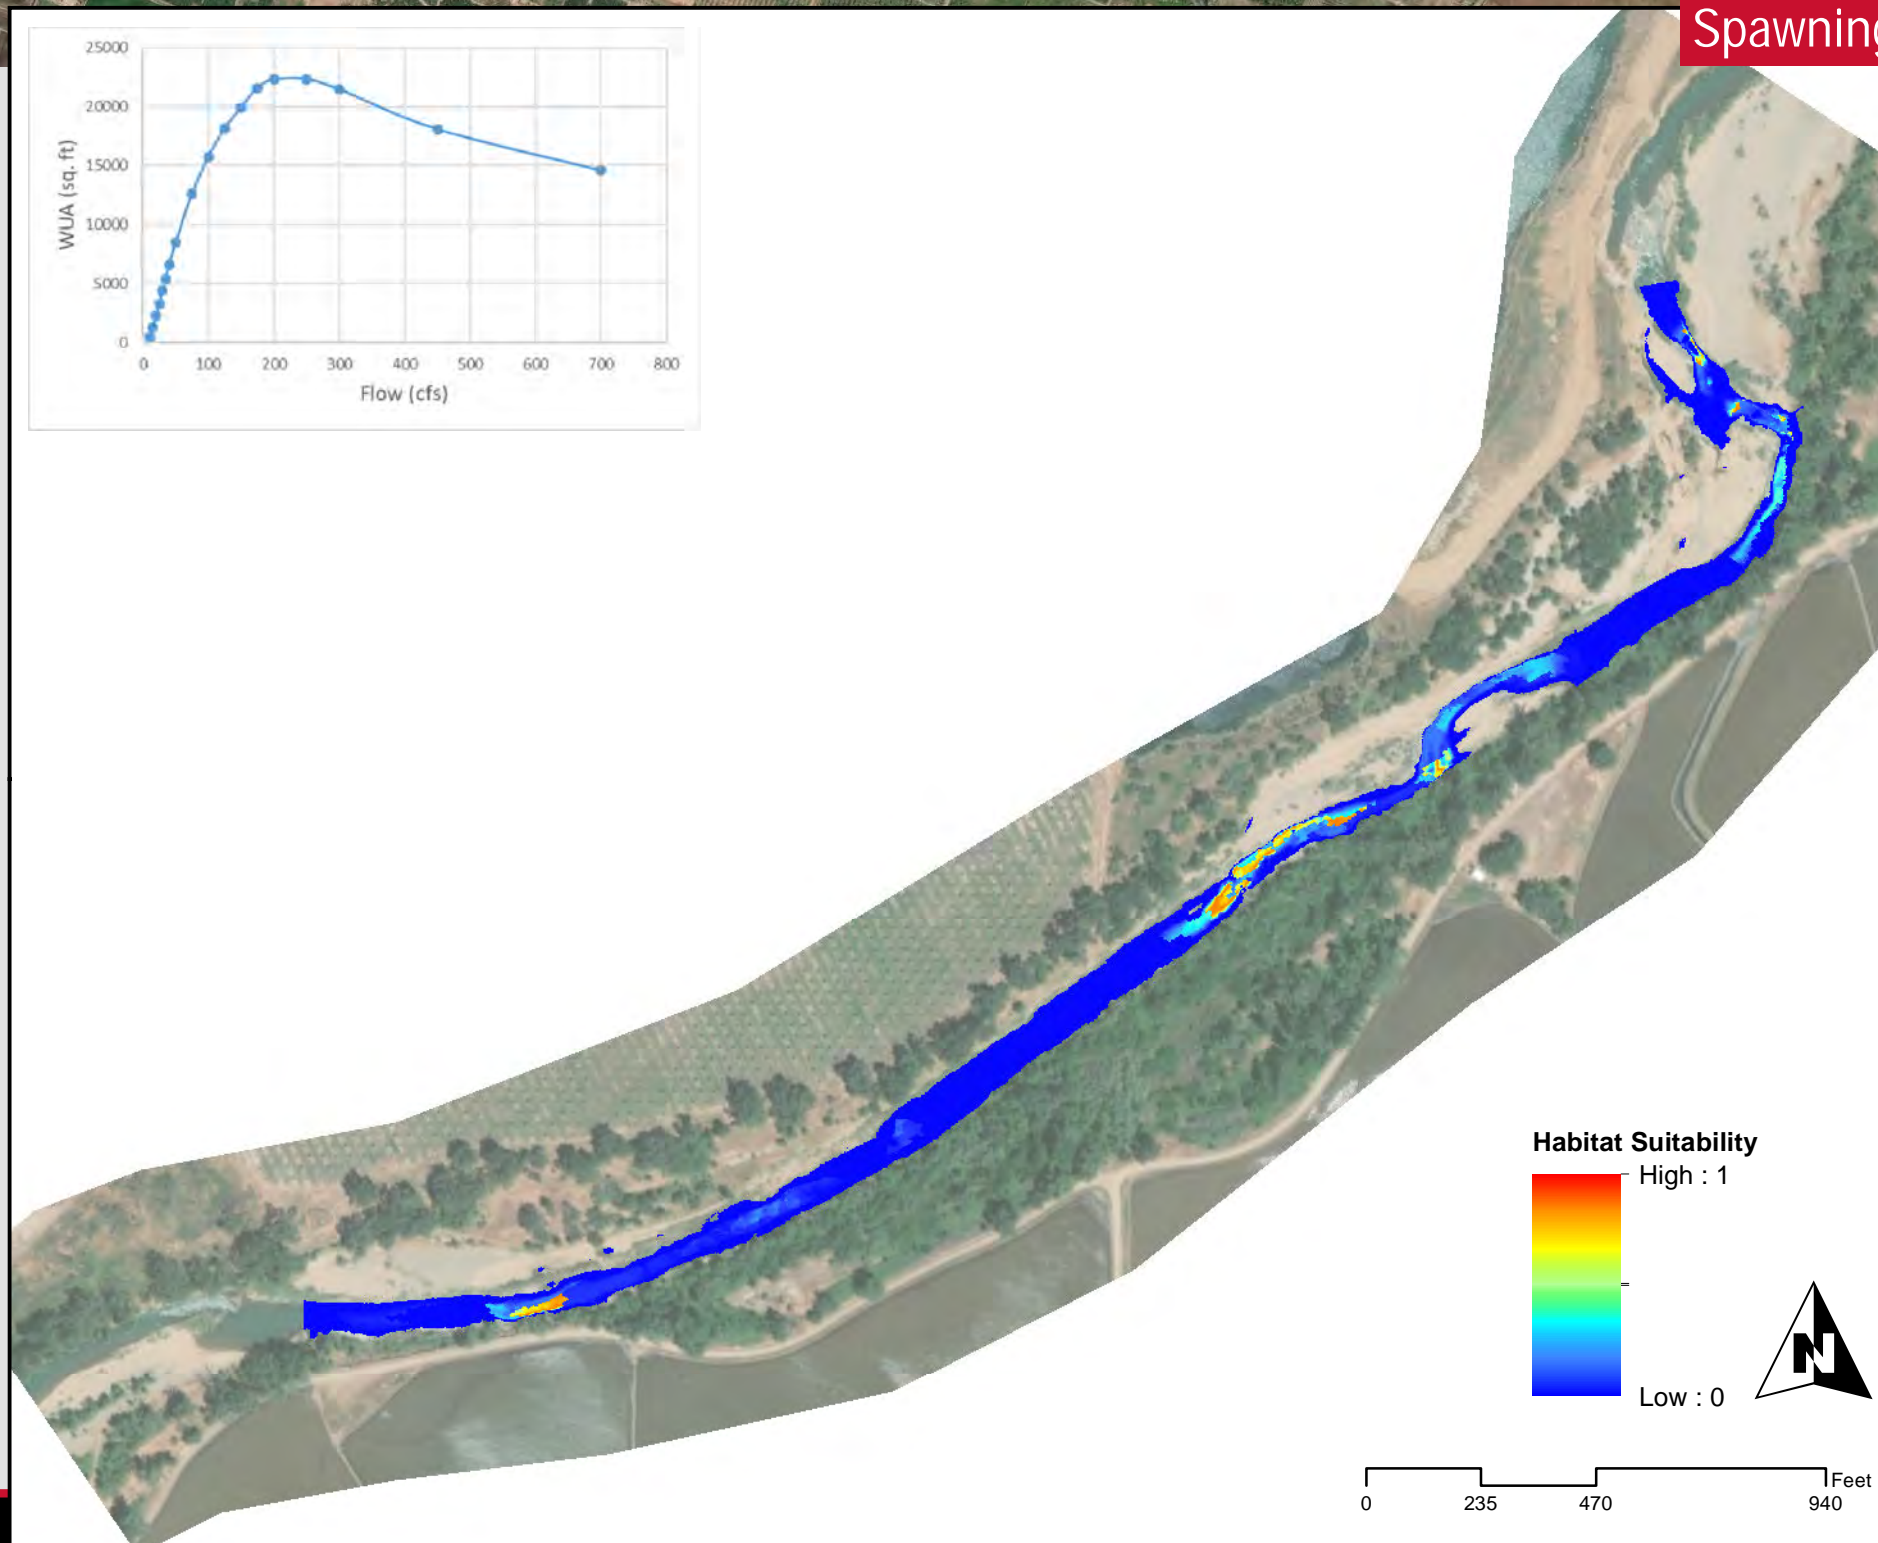 Spawning
25000
20000
15000
10000
5000
0
WUA (sq. ft)
0 100 200 300 400 500 600 700 800
Flow (cfs)
Habitat Suitability
High : 1
Low : 0
N
Feet
0 235 470 940